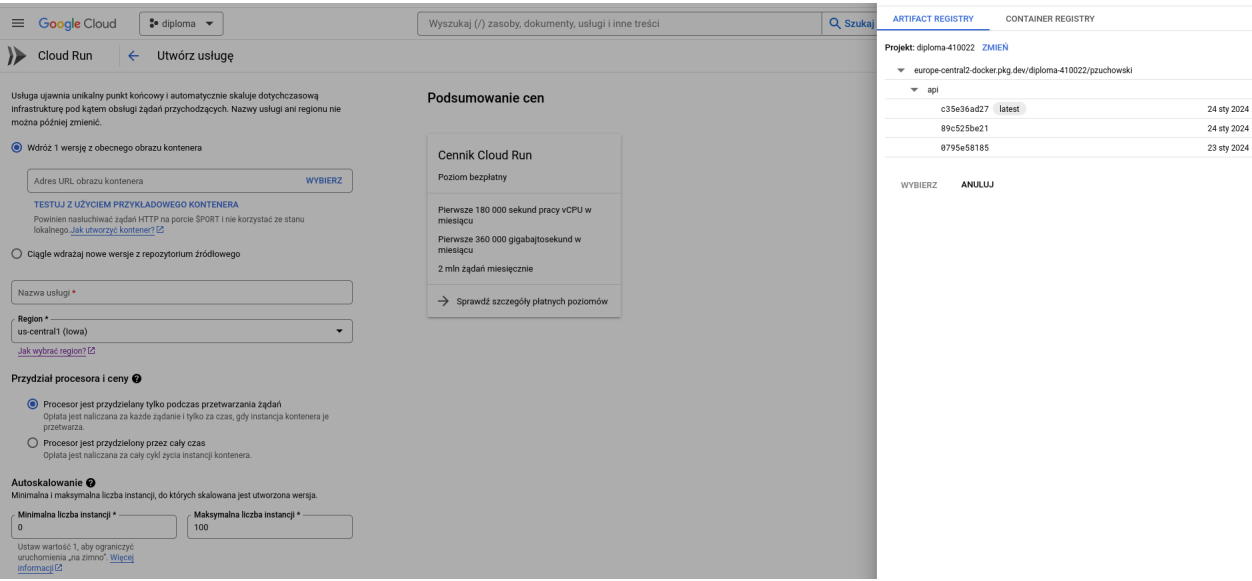 Google Cloud
diploma
Wyszukaj (/) zasoby, dokumenty, usługi i inne treści
Szukaj
Cloud Run
Utwórz usługę
Usługa ujawnia unikalny punkt końcowy i automatycznie skaluje dotychczasową
infrastrukturę pod kątem obsługi żądań przychodzących. Nazwy usługi ani regionu nie
można później zmienić.
Wdróż 1 wersję z obecnego obrazu kontenera
Adres URL obrazu kontenera
WYBIERZ
TESTUJ Z UŻYCIEM PRZYKŁADOWEGO KONTENERA
Powinien nasłuchiwać żądań HTTP na porcie $PORT i nie korzystać ze stanu
lokalnego. Jak utworzyć kontener?
Ciągle wdrażaj nowe wersje z repozytorium źródłowego
Nazwa usługi *
Region *
us-central1 (Iowa)
Jak wybrać region?
Przydział procesora i ceny
Procesor jest przydzielany tylko podczas przetwarzania żądań
Opłata jest naliczana za każde żądanie i tylko za czas, gdy instancja kontenera je
przetwarza.
Procesor jest przydzielony przez cały czas
Opłata jest naliczana za cały cykl życia instancji kontenera.
Autoskalowanie
Minimalna i maksymalna liczba instancji, do których skalowana jest utworzona wersja.
Minimalna liczba instancji *
0
Maksymalna liczba instancji *
100
Ustaw wartość 1, aby ograniczyć
uruchomienia „na zimno". Więcej
informacji
Podsumowanie cen
Cennik Cloud Run
Poziom bezpłatny
Pierwsze 180 000 sekund pracy vCPU w
miesiącu
Pierwsze 360 000 gigabajtosekund w
miesiącu
2 mln żądań miesięcznie
Sprawdź szczegóły płatnych poziomów
ARTIFACT REGISTRY
CONTAINER REGISTRY
Projekt: diploma-410022 ZMIEŃ
europe-central2-docker.pkg.dev/diploma-410022/pzuchowski
api
c35e36ad27 latest 24 sty 2024
89c525be21 24 sty 2024
0795e58185 23 sty 2024
WYBIERZ ANULUJ